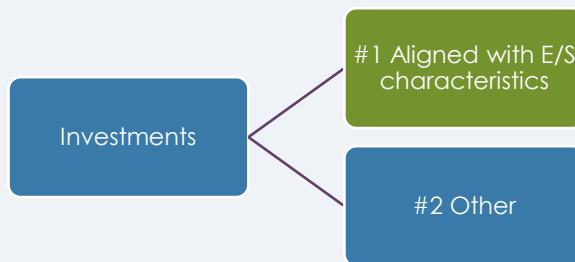 #1 Aligned with E/S
characteristics
Investments
#2 Other